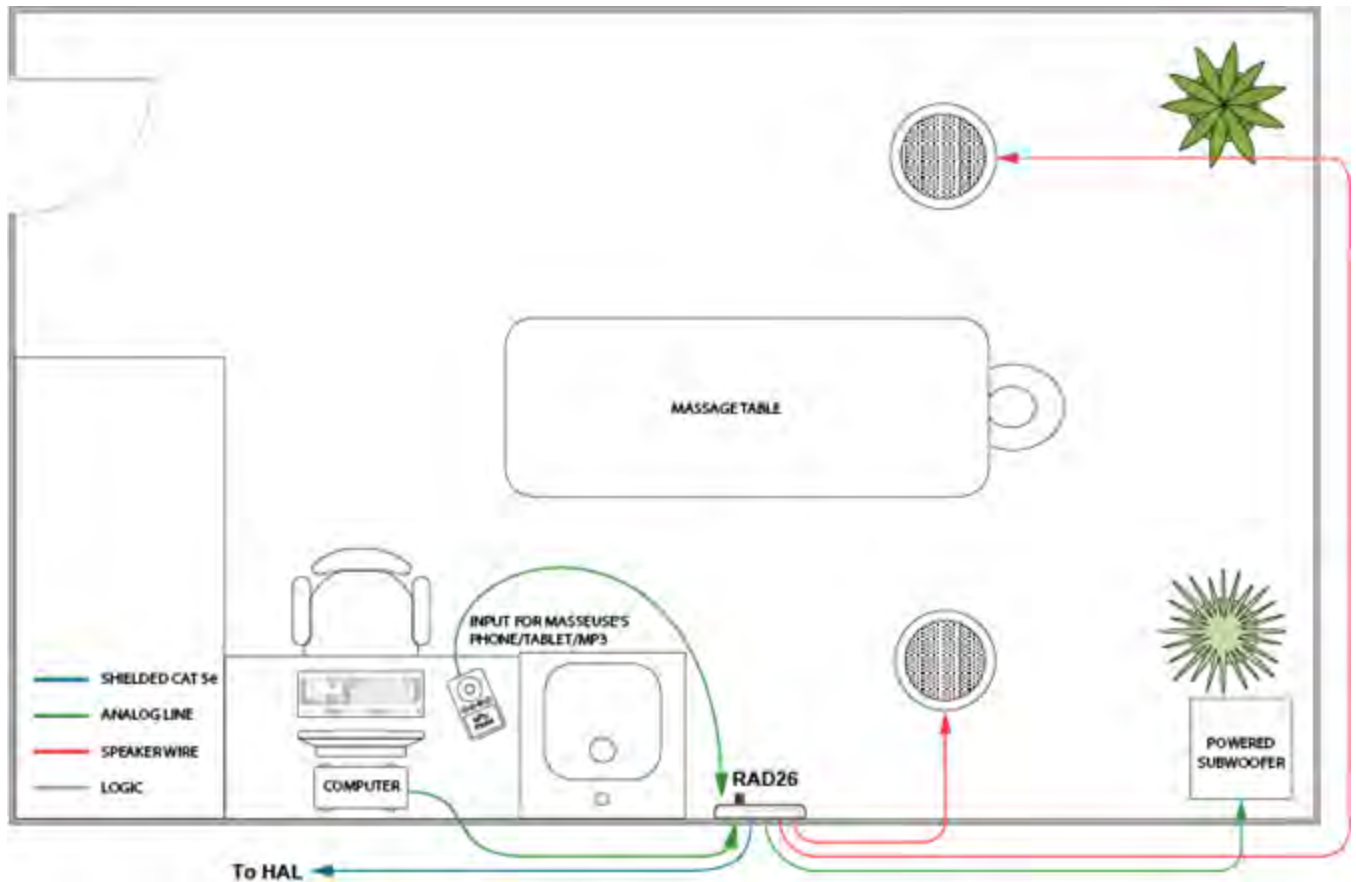 MASSAGE TABLE
INPUT FOR MASSEUSE'S
PHONE/TABLET/MP3
SHIELDED CAT 5e
ANALOG LINE
SPEAKER WIRE
LOGIC
COMPUTER
RAD26
POWERED
SUBWOOFER
To HAL